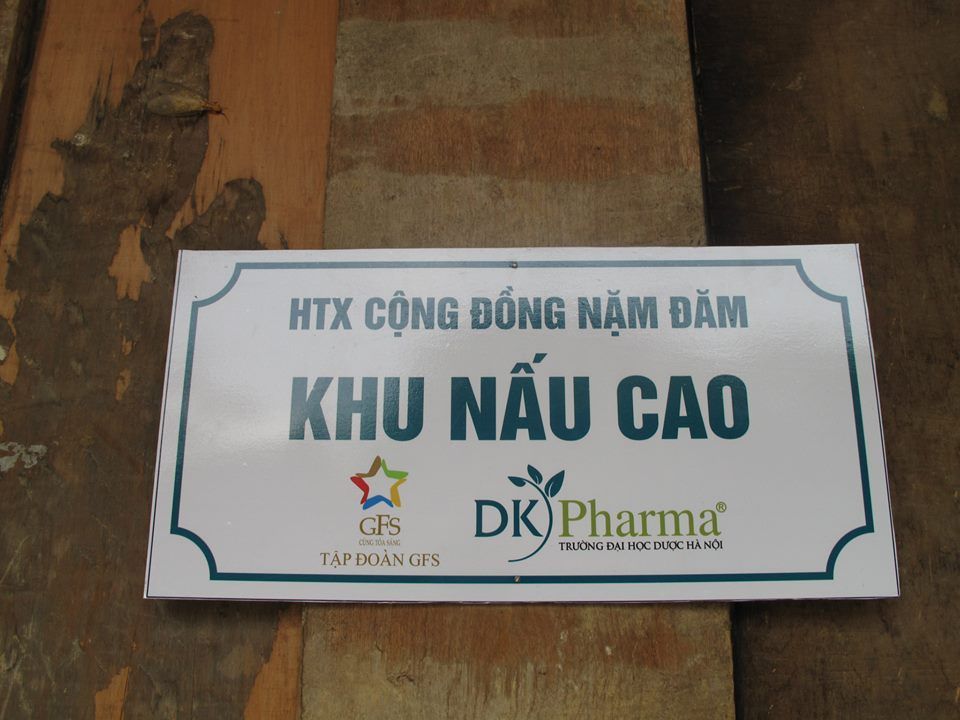 HTX CỘNG ĐỒNG NẶM ĐĂM
KHU NẤU CAO
GFS
CÙNG TỎA SÁNG
TẬP ĐOÀN GFS
DK Pharma®
TRƯỜNG ĐẠI HỌC DƯỢC HÀ NỘI